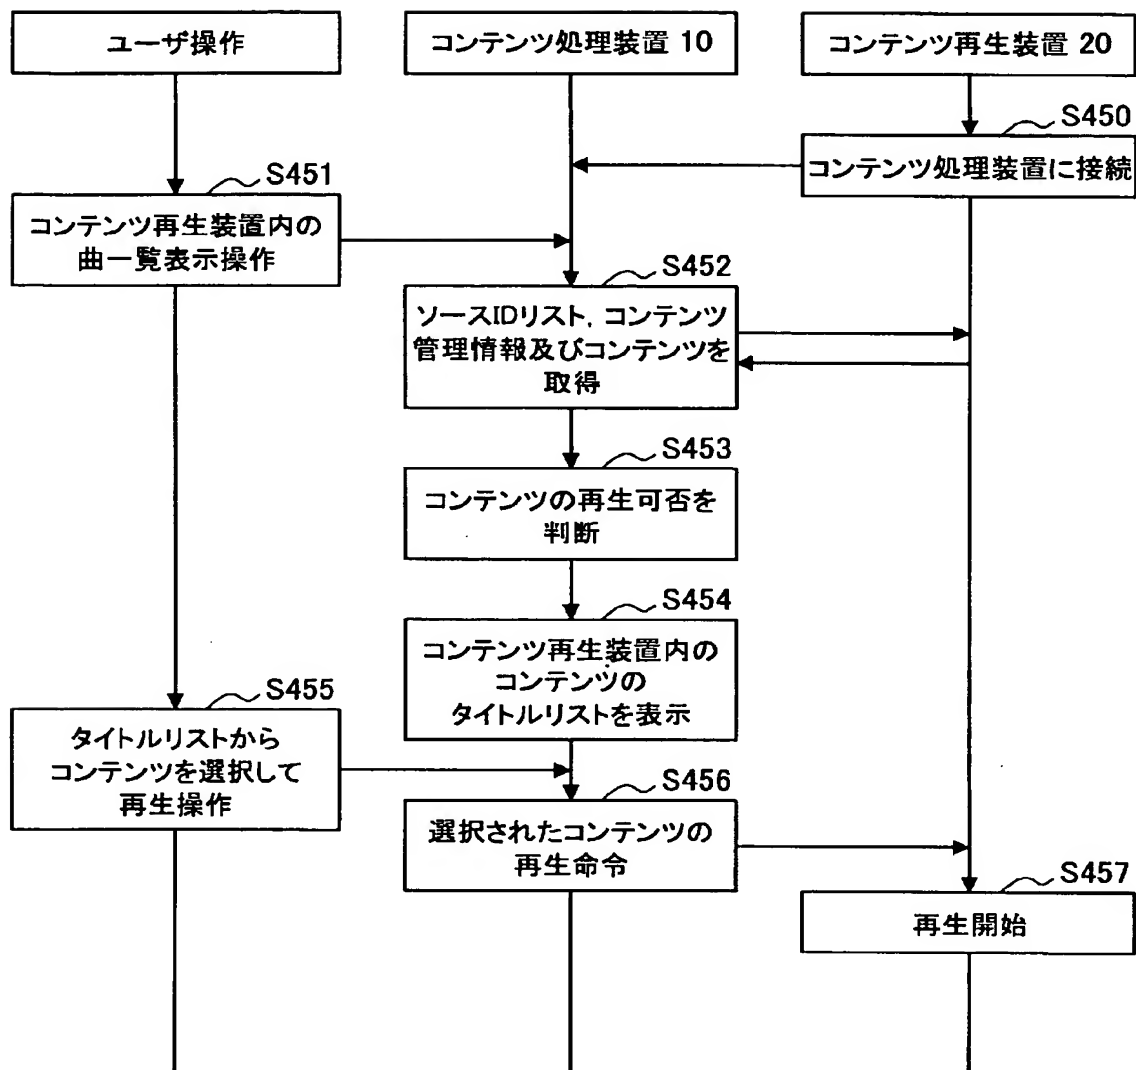 ユーザ操作
コンテンツ処理装置 10
コンテンツ再生装置 20
S450
コンテンツ処理装置に接続
S451
コンテンツ再生装置内の
曲一覧表示操作
S452
ソースIDリスト, コンテンツ
管理情報及びコンテンツを
取得
S453
コンテンツの再生可否を
判断
S454
コンテンツ再生装置内の
コンテンツの
タイトルリストを表示
S455
タイトルリストから
コンテンツを選択して
再生操作
S456
選択されたコンテンツの
再生命令
S457
再生開始